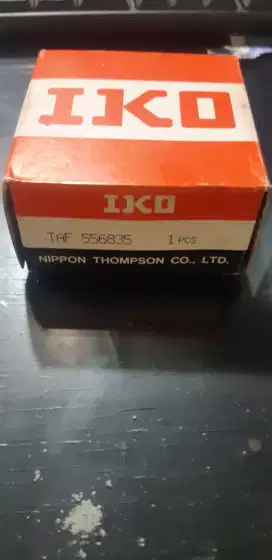 IKO
IKO
TAF 556835 1 PCS
NIPPON THOMPSON CO., LTD.